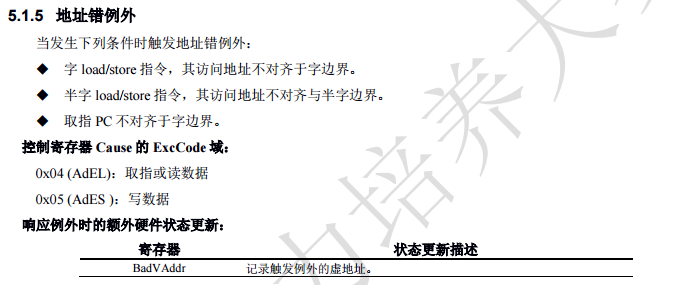 5.1.5 地址错例外
当发生下列条件时触发地址错例外：
◆ 字 load/store 指令，其访问地址不对齐于字边界。
◆ 半字 load/store 指令，其访问地址不对齐与半字边界。
◆ 取指 PC 不对齐于字边界。
控制寄存器 Cause 的 ExcCode 域：
0x04 (AdEL)：取指或读数据
0x05 (AdES)：写数据
响应例外时的额外硬件状态更新：
寄存器 状态更新描述
BadVAddr 记录触发例外的虚地址。
力培养大